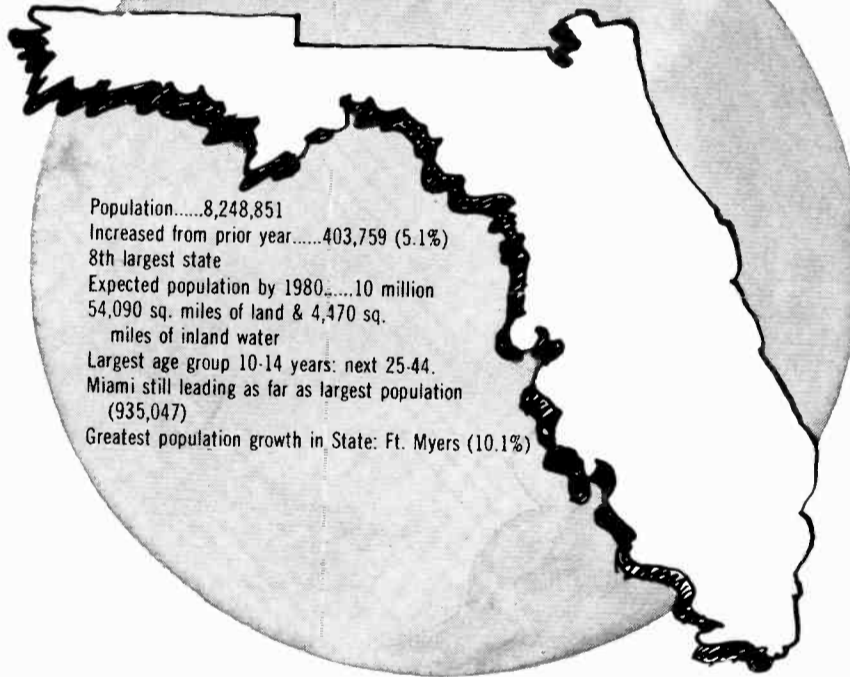 Population......8,248,851
Increased from prior year......403,759 (5.1%)
8th largest state
Expected population by 1980......10 million
54,090 sq. miles of land & 4,470 sq.
miles of inland water
Largest age group 10-14 years: next 25-44.
Miami still leading as far as largest population
(935,047)
Greatest population growth in State: Ft. Myers (10.1%)